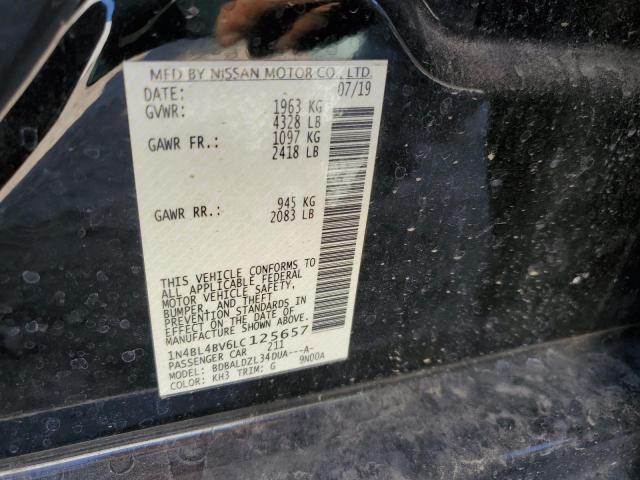 MFD BY NISSAN MOTOR CO., LTD.
DATE: 07/19
GVWR: 1963 KG
4328 LB
GAWR FR.: 1097 KG
2418 LB
GAWR RR.: 945 KG
2083 LB
THIS VEHICLE CONFORMS TO
ALL APPLICABLE FEDERAL
MOTOR VEHICLE SAFETY,
BUMPER, AND THEFT
PREVENTION STANDARDS IN
EFFECT ON THE DATE OF
MANUFACTURE SHOWN ABOVE.
1N4BL4BV6LC125657
PASSENGER CAR 211
MODEL: BDBALDZL34DUA---A-
COLOR: KH3 TRIM: G 9N00A